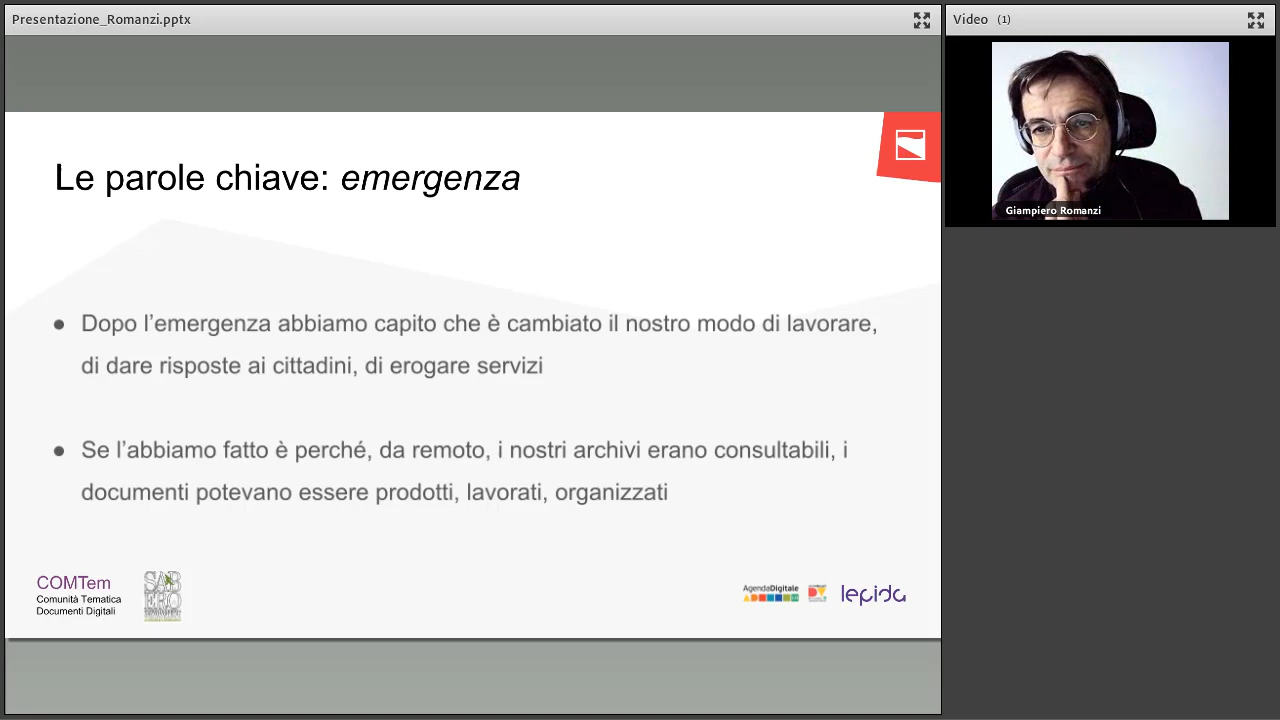 Presentazione_Romanzi.pptx
Video (1)
Giampiero Romanzi
Le parole chiave: emergenza
● Dopo l’emergenza abbiamo capito che è cambiato il nostro modo di lavorare,
di dare risposte ai cittadini, di erogare servizi
● Se l’abbiamo fatto è perché, da remoto, i nostri archivi erano consultabili, i
documenti potevano essere prodotti, lavorati, organizzati
COMTem
Comunità Tematica
Documenti Digitali
SAB
ERO
AgendaDigitale
lepida